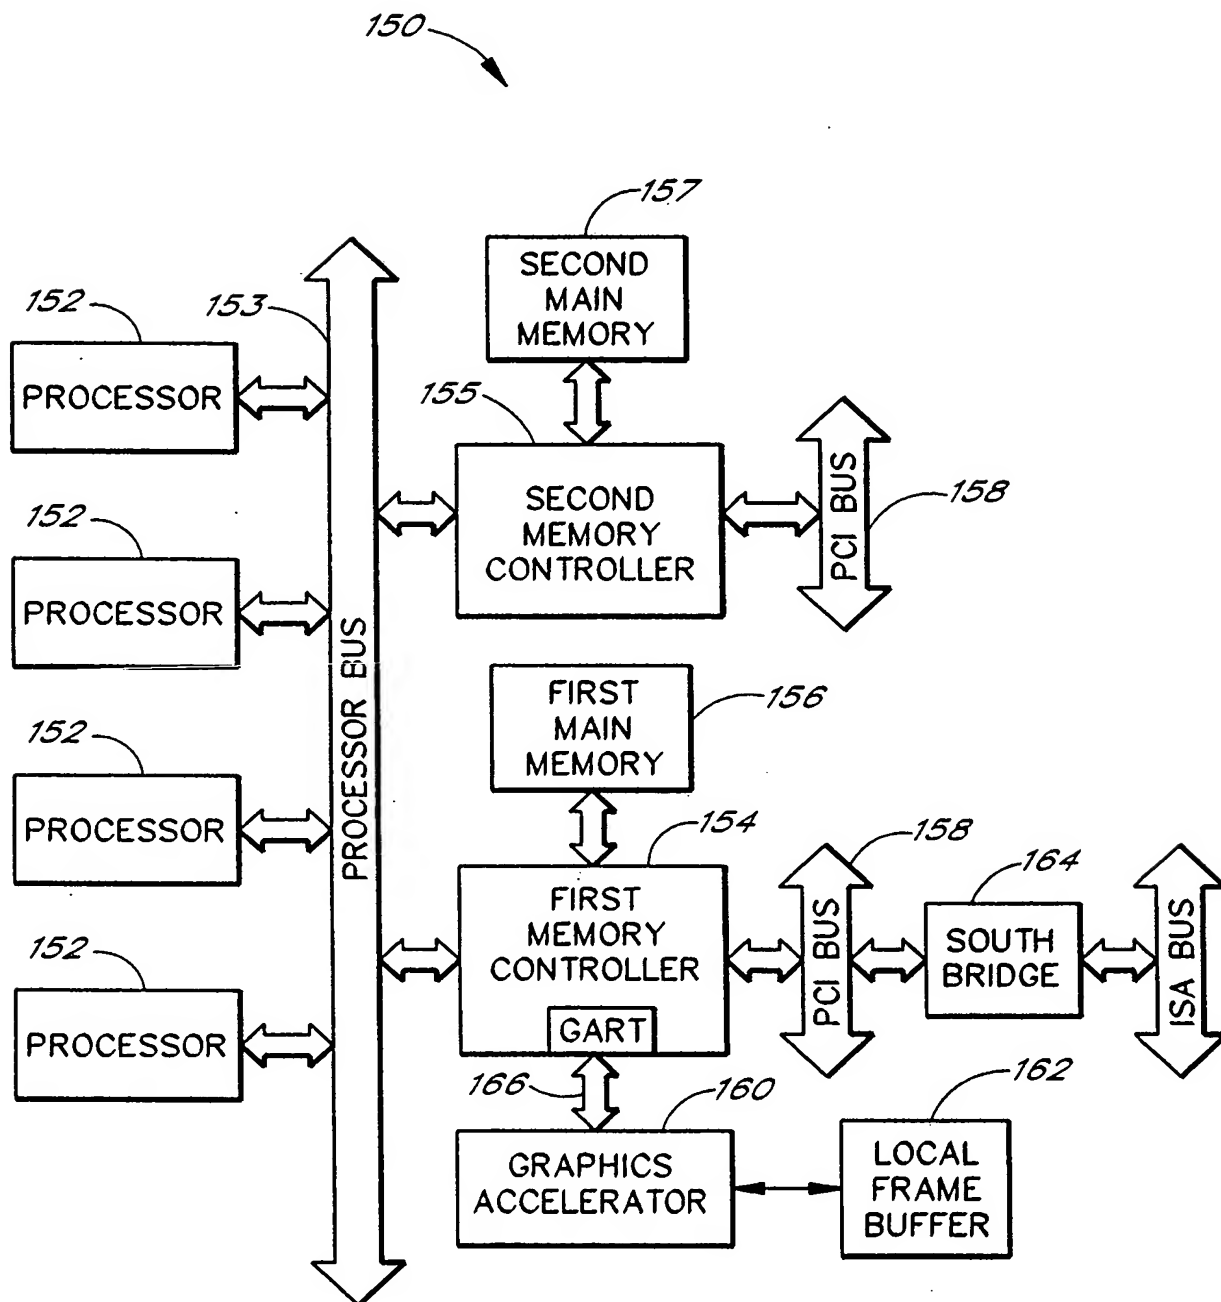 150
157
SECOND
MAIN
MEMORY
152
153
PROCESSOR
155
SECOND
MEMORY
CONTROLLER
PCI BUS
158
152
PROCESSOR
PROCESSOR BUS
FIRST
MAIN
MEMORY
156
152
PROCESSOR
154
FIRST
MEMORY
CONTROLLER
GART
158
PCI BUS
164
SOUTH
BRIDGE
ISA BUS
152
PROCESSOR
166
160
GRAPHICS
ACCELERATOR
162
LOCAL
FRAME
BUFFER